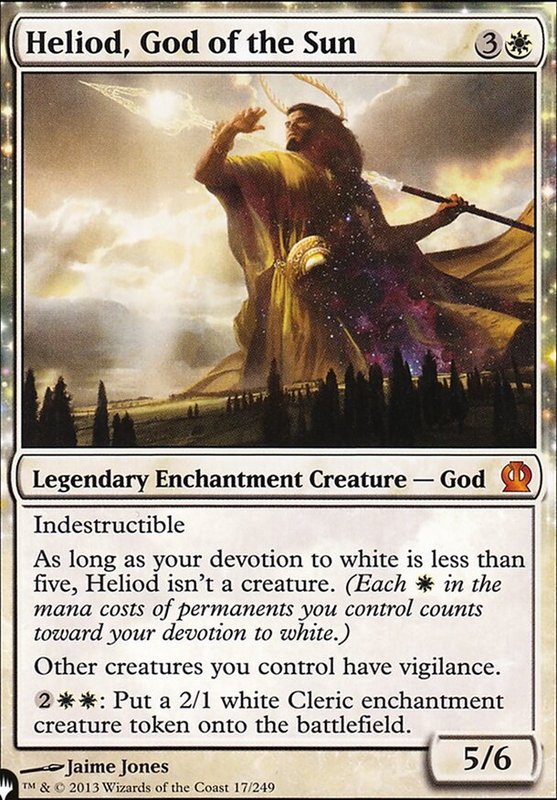 Heliod, God of the Sun 3
Legendary Enchantment Creature — God
Indestructible
As long as your devotion to white is less than
five, Heliod isn't a creature. (Each in the
mana costs of permanents you control counts
toward your devotion to white.)
Other creatures you control have vigilance.
2: Put a 2/1 white Cleric enchantment
creature token onto the battlefield.
5/6
Jaime Jones
™ & © 2013 Wizards of the Coast 17/249